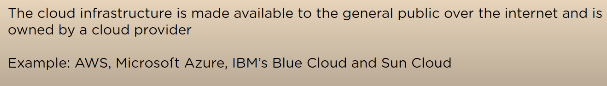 The cloud infrastructure is made available to the general public over the internet and is
owned by a cloud provider
Example: AWS, Microsoft Azure, IBM's Blue Cloud and Sun Cloud